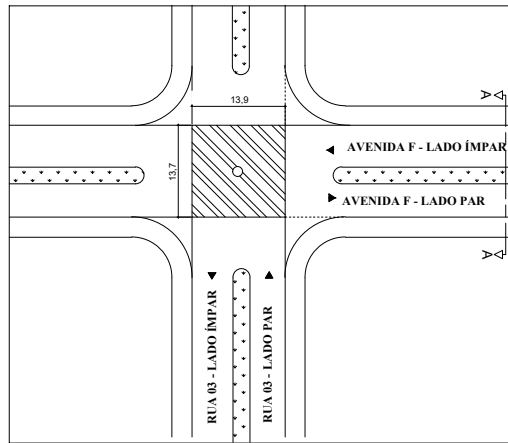 13,9
A
AVENIDA F - LADO ÍMPAR
13,7
AVENIDA F - LADO PAR
A
RUA 03 - LADO ÍMPAR
RUA 03 - LADO PAR